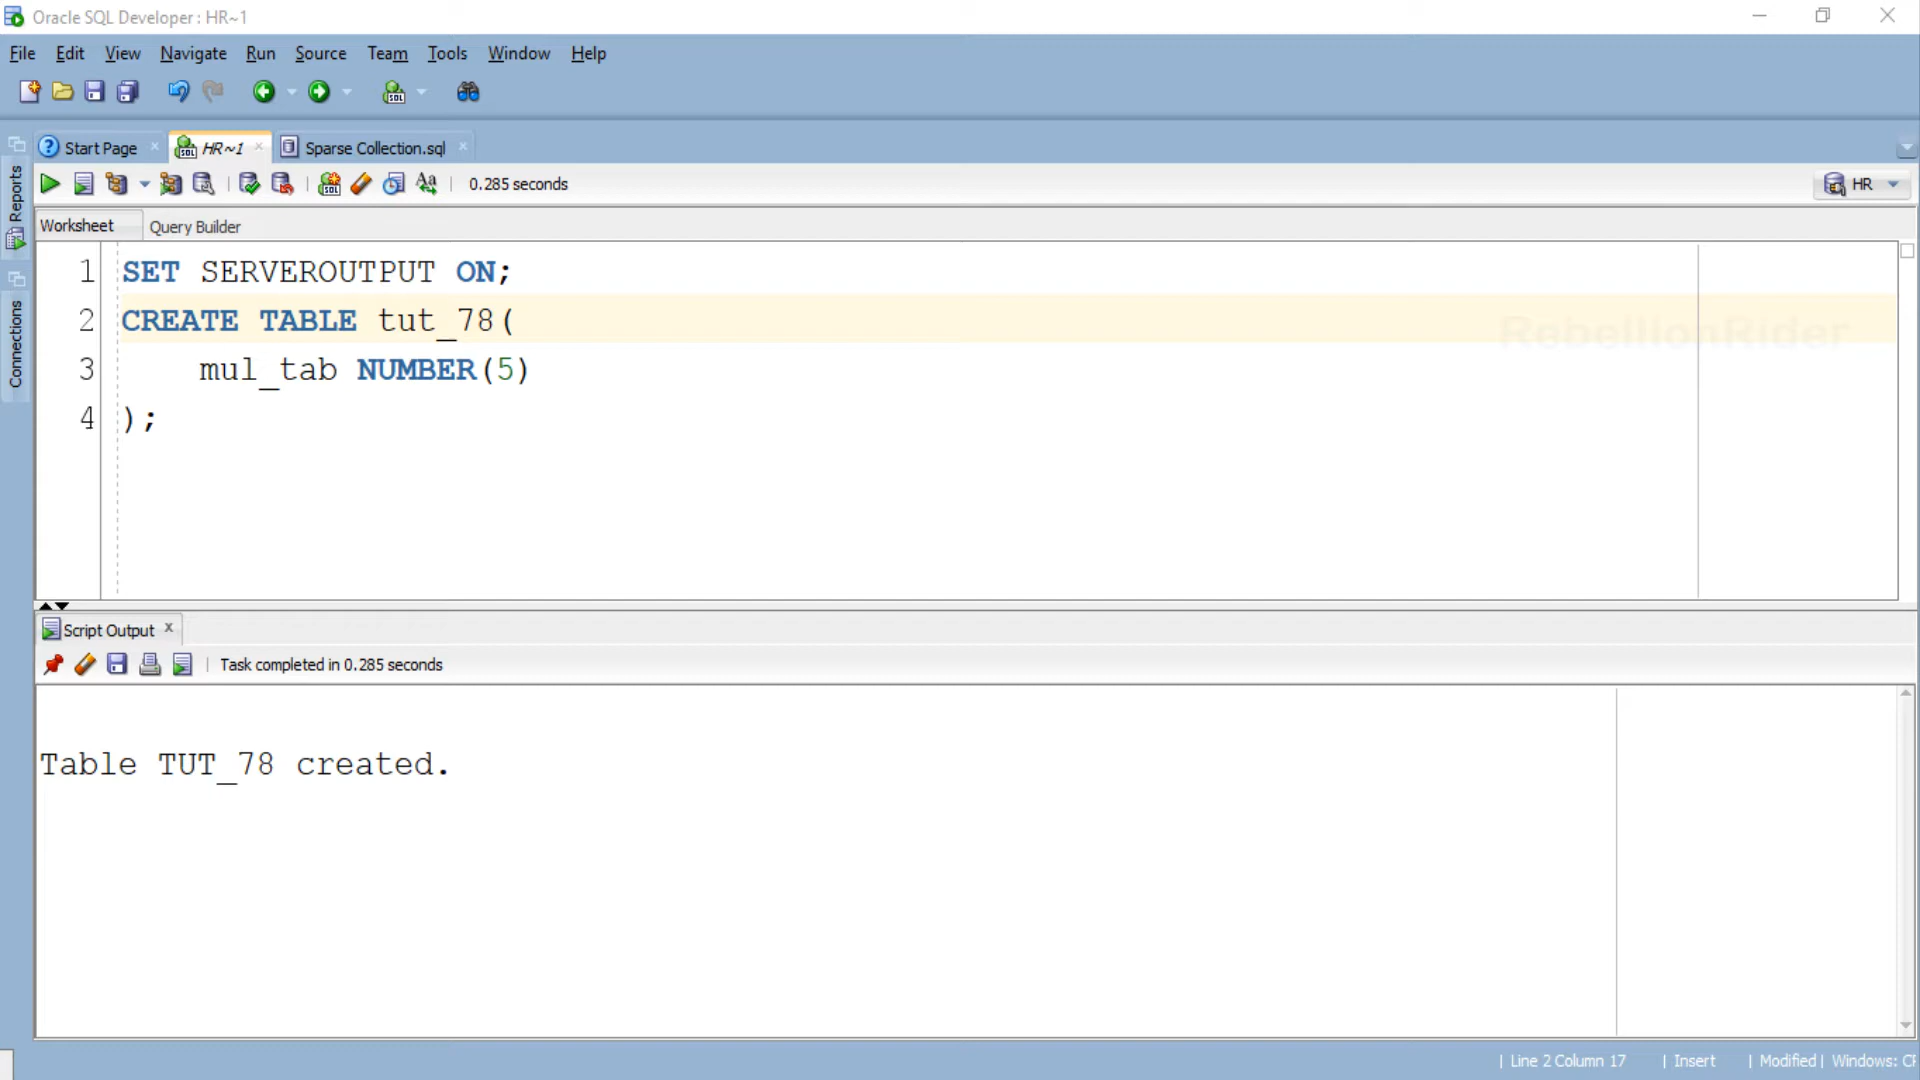 Oracle SQL Developer : HR~1
File Edit View Navigate Run Source Team Tools Window Help
Start Page HR~1 Sparse Collection.sql
0.285 seconds HR
Reports
Connections
Worksheet Query Builder
1 SET SERVEROUTPUT ON;
2 CREATE TABLE tut_78(
RebellionRider
3 mul_tab NUMBER(5)
4 );
Script Output
Task completed in 0.285 seconds
Table TUT_78 created.
Line 2 Column 17 | Insert | Modified | Windows: CR